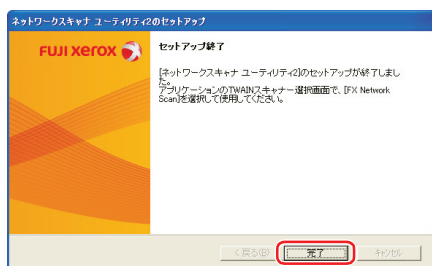 ネットワークスキャナ ユーティリティ2のセットアップ
FUJI XEROX
セットアップ終了
[ネットワークスキャナ ユーティリティ2]のセットアップが終了しまし
た。
アプリケーションのTWAINスキャナー選択画面で、[FX Network
Scan]を選択して使用してください。
< 戻る(B)
完了
キャンセル